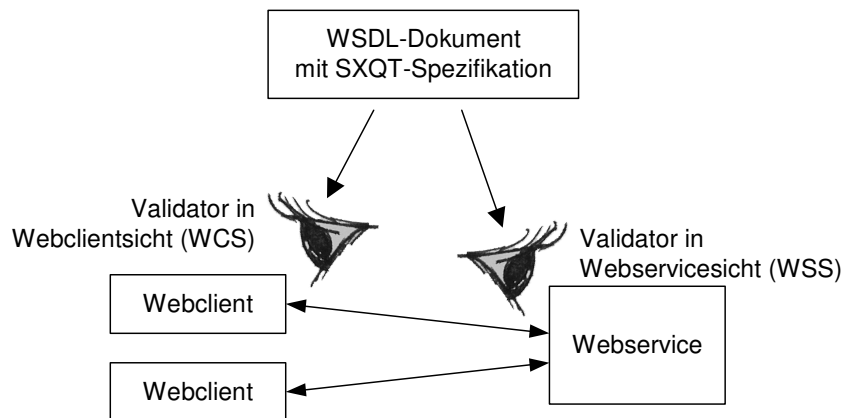 WSDL-Dokument
mit SXQT-Spezifikation
Validator in
Webclientsicht (WCS)
Validator in
Webservicesicht (WSS)
Webclient
Webservice
Webclient